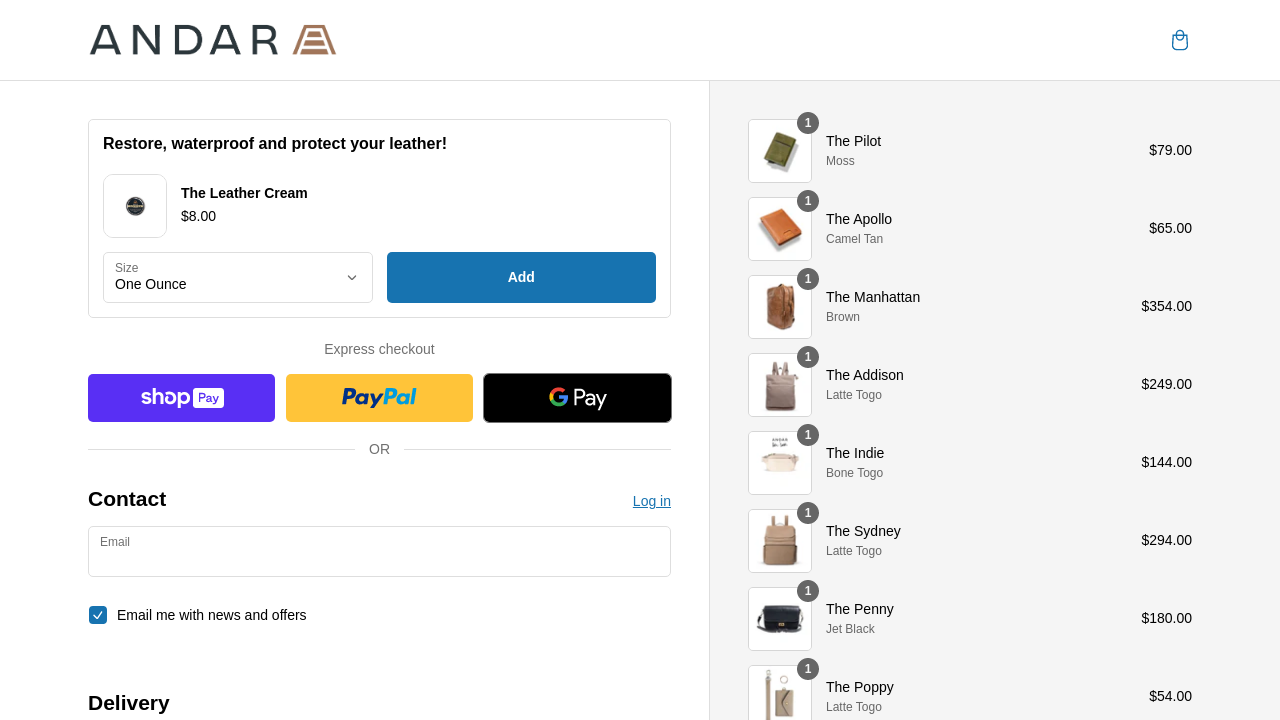 ANDAR
Restore, waterproof and protect your leather!
The Leather Cream
$8.00
Size
One Ounce
Add
Express checkout
shop Pay
PayPal
G Pay
OR
Contact
Log in
Email
Email me with news and offers
Delivery
1
The Pilot
Moss
$79.00
1
The Apollo
Camel Tan
$65.00
1
The Manhattan
Brown
$354.00
1
The Addison
Latte Togo
$249.00
ANDAR
1
The Indie
Bone Togo
$144.00
1
The Sydney
Latte Togo
$294.00
1
The Penny
Jet Black
$180.00
1
The Poppy
Latte Togo
$54.00